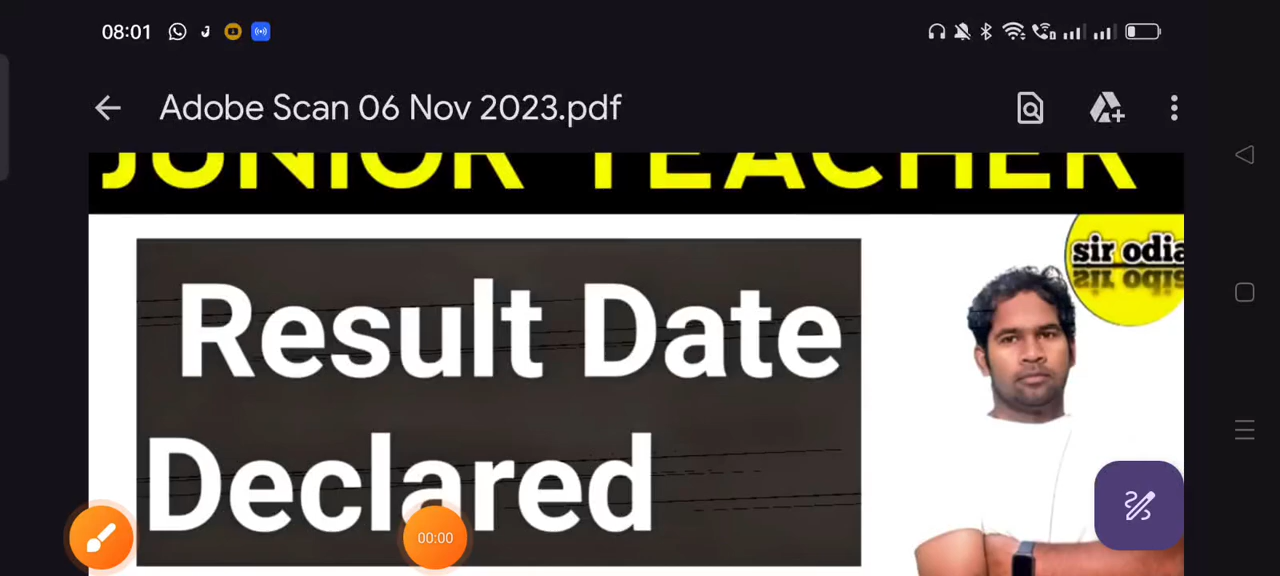 08:01
Adobe Scan 06 Nov 2023.pdf
JUNIOR TEACHER
sir odia
Result Date
Declared
00:00